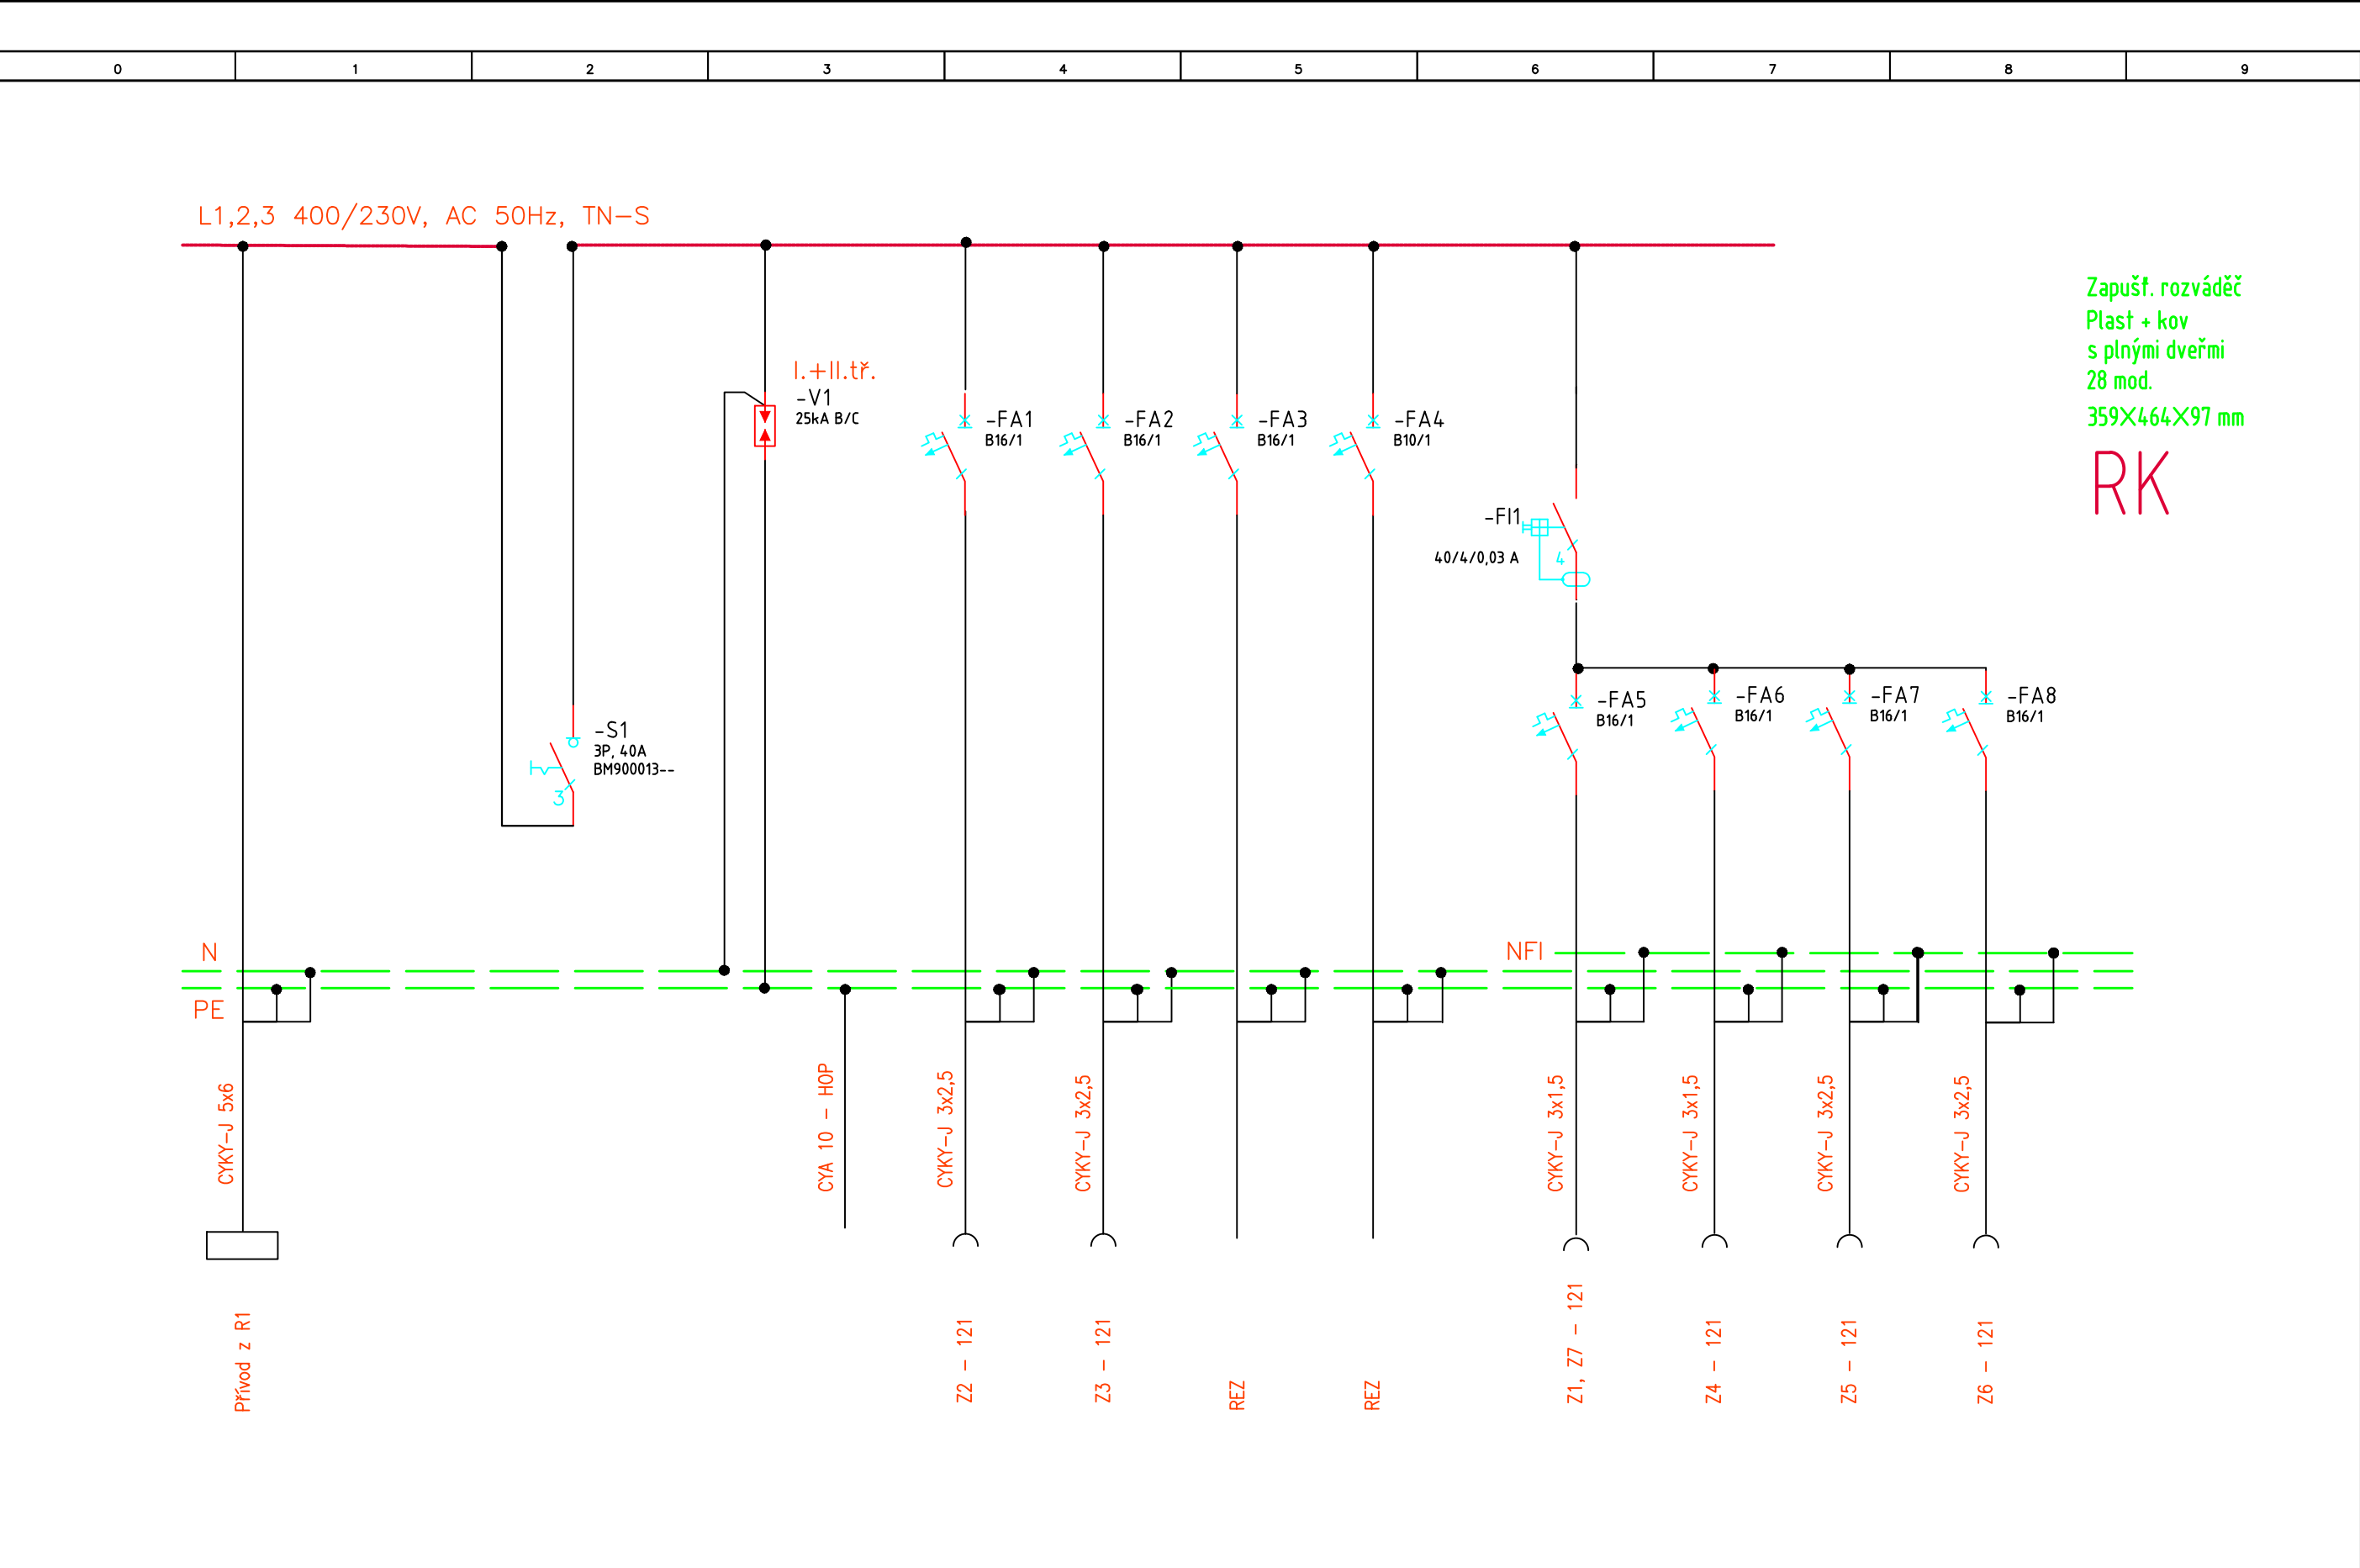 0 1 2 3 4 5 6 7 8 9
L1,2,3 400/230V, AC 50Hz, TN-S
Zapušt. rozváděč
Plast + kov
s plnými dveřmi
28 mod.
359X464X97 mm
RK
I.+II.tř.
-V1
25kA B/C
-FA1
B16/1
-FA2
B16/1
-FA3
B16/1
-FA4
B10/1
-FI1
40/4/0,03 A
4
-S1
3P, 40A
BM900013--
3
-FA5
B16/1
-FA6
B16/1
-FA7
B16/1
-FA8
B16/1
N
NFI
PE
CYKY-J 5x6
CYA 10 - HOP
CYKY-J 3x2,5
CYKY-J 3x2,5
CYKY-J 3x1,5
CYKY-J 3x1,5
CYKY-J 3x2,5
CYKY-J 3x2,5
Přívod z R1
Z2 - 121
Z3 - 121
REZ
REZ
Z1, Z7 - 121
Z4 - 121
Z5 - 121
Z6 - 121